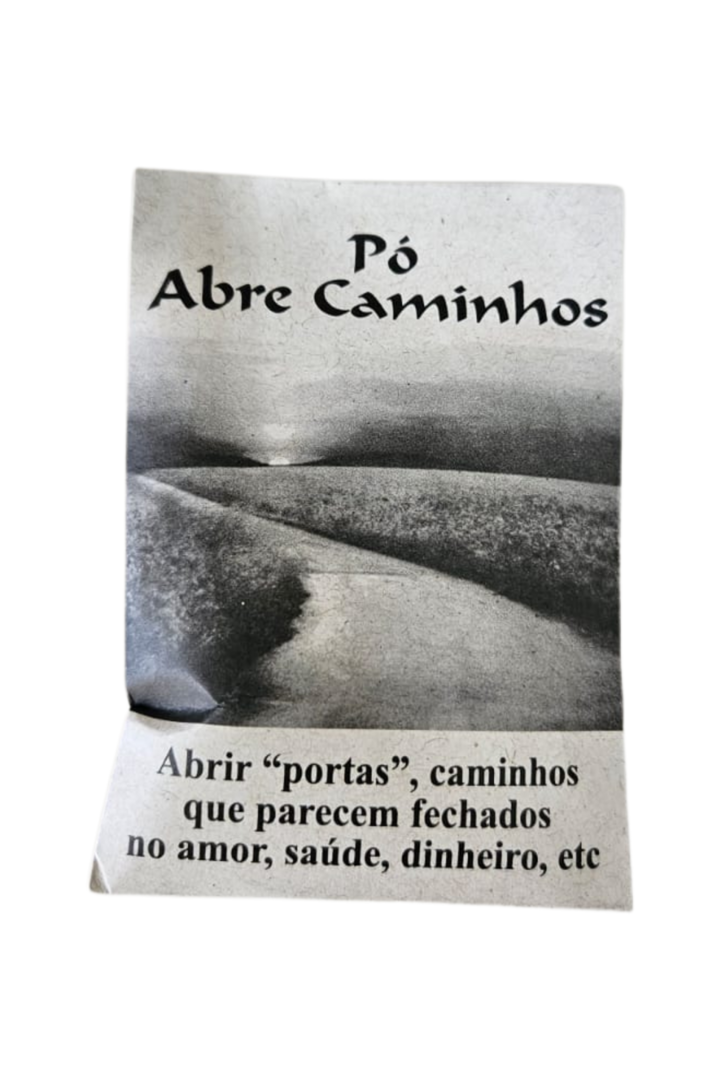 Pó
Abre Caminhos
Abrir “portas”, caminhos
que parecem fechados
no amor, saúde, dinheiro, etc